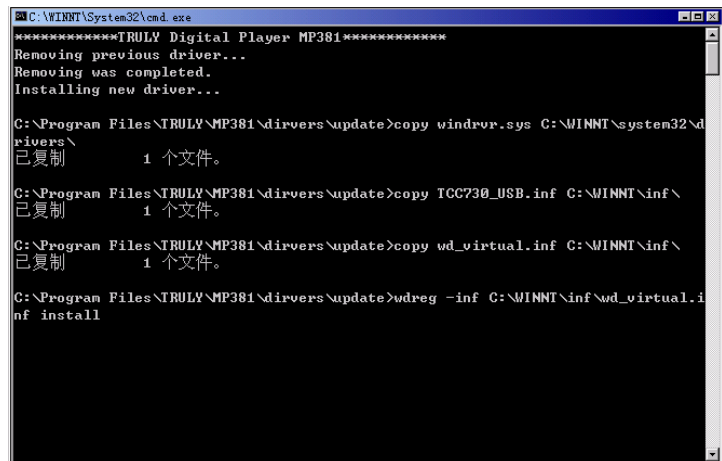 C:\WINNT\System32\cmd.exe
************TRULY Digital Player MP381************
Removing previous driver...
Removing was completed.
Installing new driver...
C:\Program Files\TRULY\MP381\dirvers\update>copy windrvr.sys C:\WINNT\system32\d
rivers\
已复制         1 个文件。
C:\Program Files\TRULY\MP381\dirvers\update>copy TCC730_USB.inf C:\WINNT\inf\
已复制         1 个文件。
C:\Program Files\TRULY\MP381\dirvers\update>copy wd_virtual.inf C:\WINNT\inf\
已复制         1 个文件。
C:\Program Files\TRULY\MP381\dirvers\update>wdreg -inf C:\WINNT\inf\wd_virtual.i
nf install